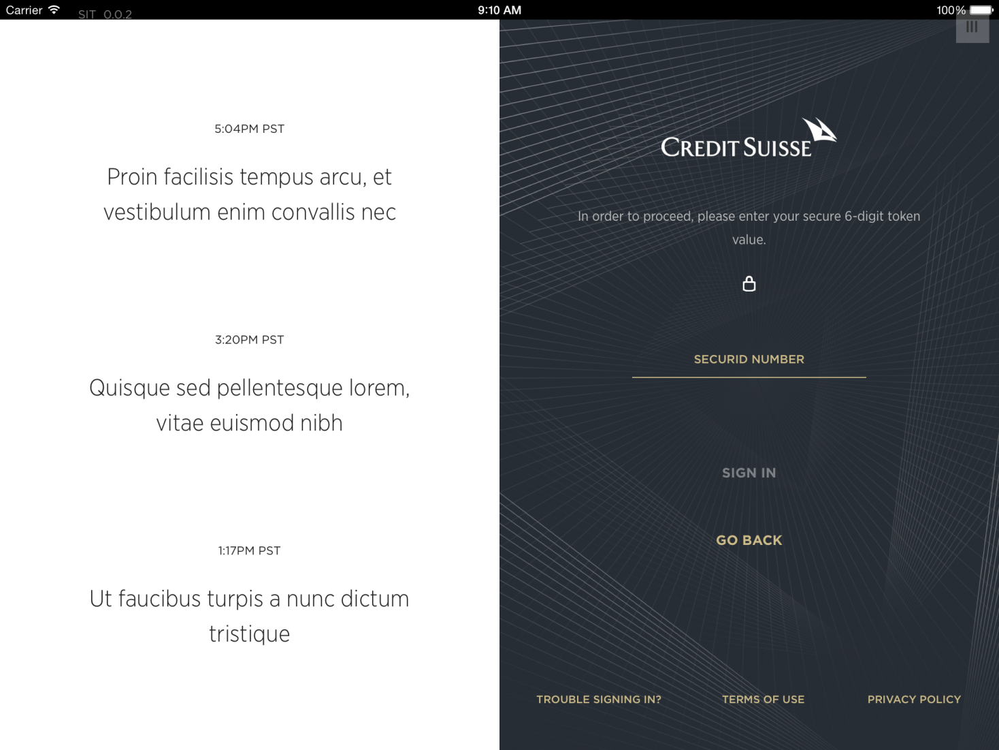 Carrier
SIT 0.0.2
9:10 AM
100%
5:04PM PST
Proin facilisis tempus arcu, et
vestibulum enim convallis nec
3:20PM PST
Quisque sed pellentesque lorem,
vitae euismod nibh
1:17PM PST
Ut faucibus turpis a nunc dictum
tristique
CREDIT SUISSE
In order to proceed, please enter your secure 6-digit token
value.
SECURID NUMBER
SIGN IN
GO BACK
TROUBLE SIGNING IN?
TERMS OF USE
PRIVACY POLICY